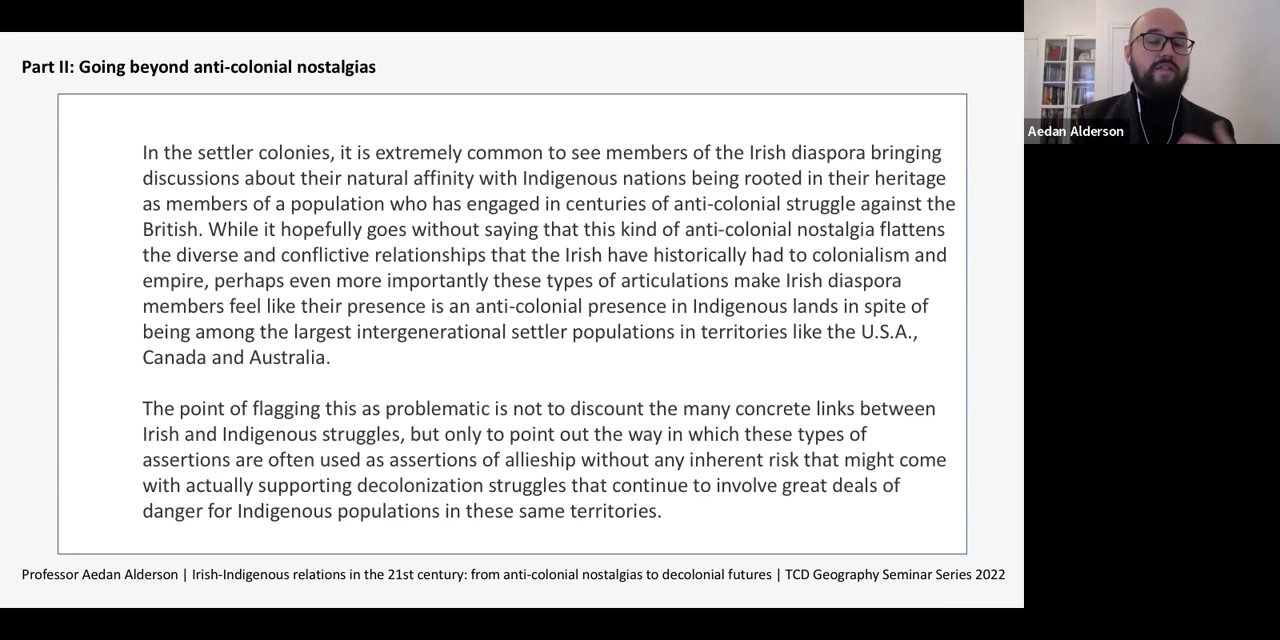 Part II: Going beyond anti-colonial nostalgias
In the settler colonies, it is extremely common to see members of the Irish diaspora bringing
discussions about their natural affinity with Indigenous nations being rooted in their heritage
as members of a population who has engaged in centuries of anti-colonial struggle against the
British. While it hopefully goes without saying that this kind of anti-colonial nostalgia flattens
the diverse and conflictive relationships that the Irish have historically had to colonialism and
empire, perhaps even more importantly these types of articulations make Irish diaspora
members feel like their presence is an anti-colonial presence in Indigenous lands in spite of
being among the largest intergenerational settler populations in territories like the U.S.A.,
Canada and Australia.
The point of flagging this as problematic is not to discount the many concrete links between
Irish and Indigenous struggles, but only to point out the way in which these types of
assertions are often used as assertions of allieship without any inherent risk that might come
with actually supporting decolonization struggles that continue to involve great deals of
danger for Indigenous populations in these same territories.
Professor Aedan Alderson | Irish-Indigenous relations in the 21st century: from anti-colonial nostalgias to decolonial futures | TCD Geography Seminar Series 2022
Aedan Alderson